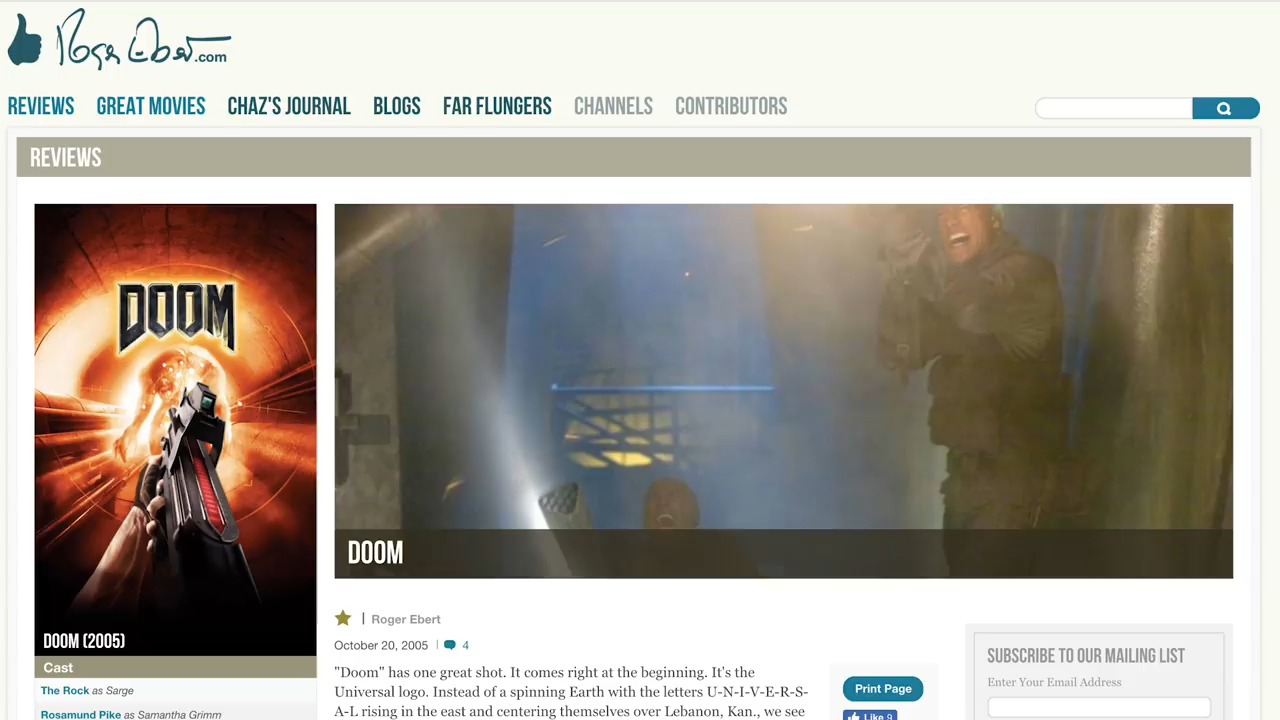 Roger Ebert.com
REVIEWS GREAT MOVIES CHAZ'S JOURNAL BLOGS FAR FLUNGERS CHANNELS CONTRIBUTORS
REVIEWS
DOOM
DOOM (2005)
Cast
The Rock as Sarge
Rosamund Pike as Samantha Grimm
DOOM
| Roger Ebert
October 20, 2005 | 4
"Doom" has one great shot. It comes right at the beginning. It's the
Universal logo. Instead of a spinning Earth with the letters U-N-I-V-E-R-S-
A-L rising in the east and centering themselves over Lebanon, Kan., we see
Print Page
Like 9
SUBSCRIBE TO OUR MAILING LIST
Enter Your Email Address